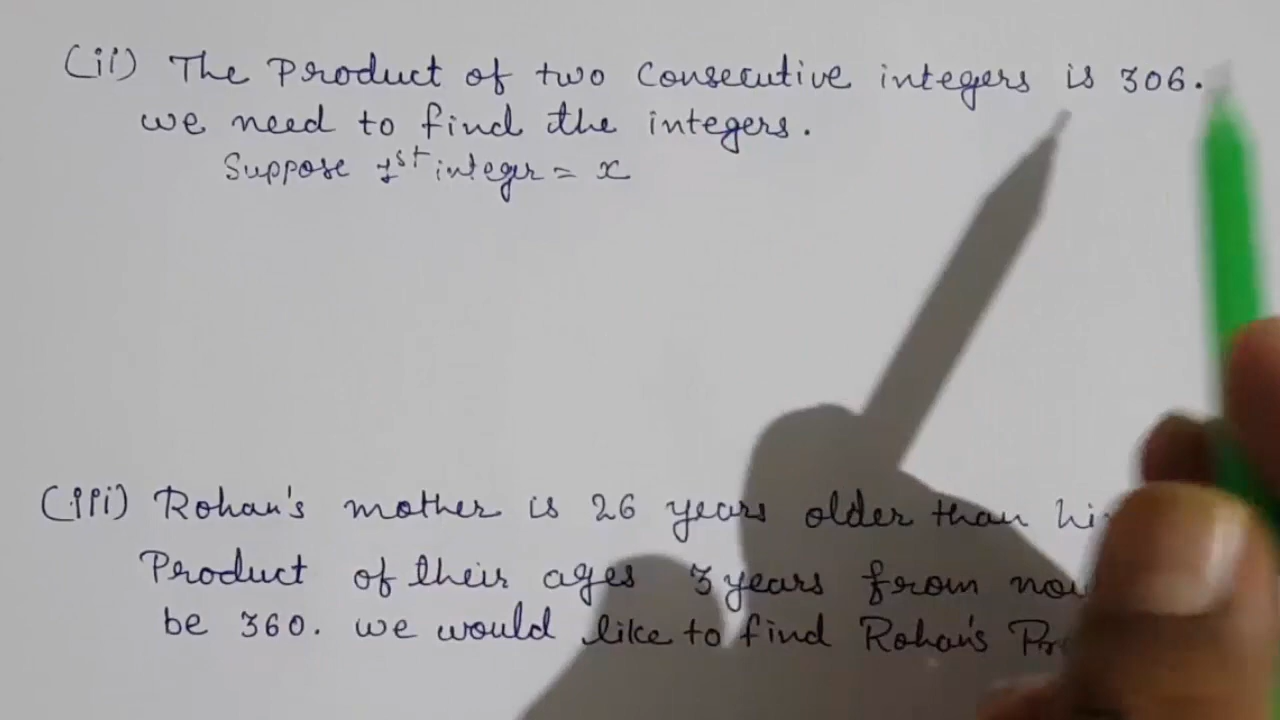 (ii) The Product of two Consecutive integers is 306.
we need to find the integers.
Suppose 1st integer = x
(iii) Rohan's mother is 26 years older than
Product of their ages 3 years from now
be 360. we would like to find Rohan's